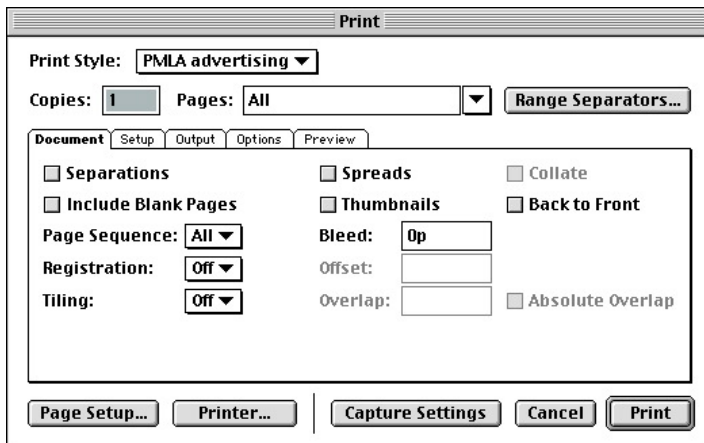 Print
Print Style: PMLA advertising
Copies: 1 Pages: All Range Separators...
Document Setup Output Options Preview
Separations Spreads Collate
Include Blank Pages Thumbnails Back to Front
Page Sequence: All Bleed: 0p
Registration: Off Offset:
Tiling: Off Overlap: Absolute Overlap
Page Setup... Printer... Capture Settings Cancel Print